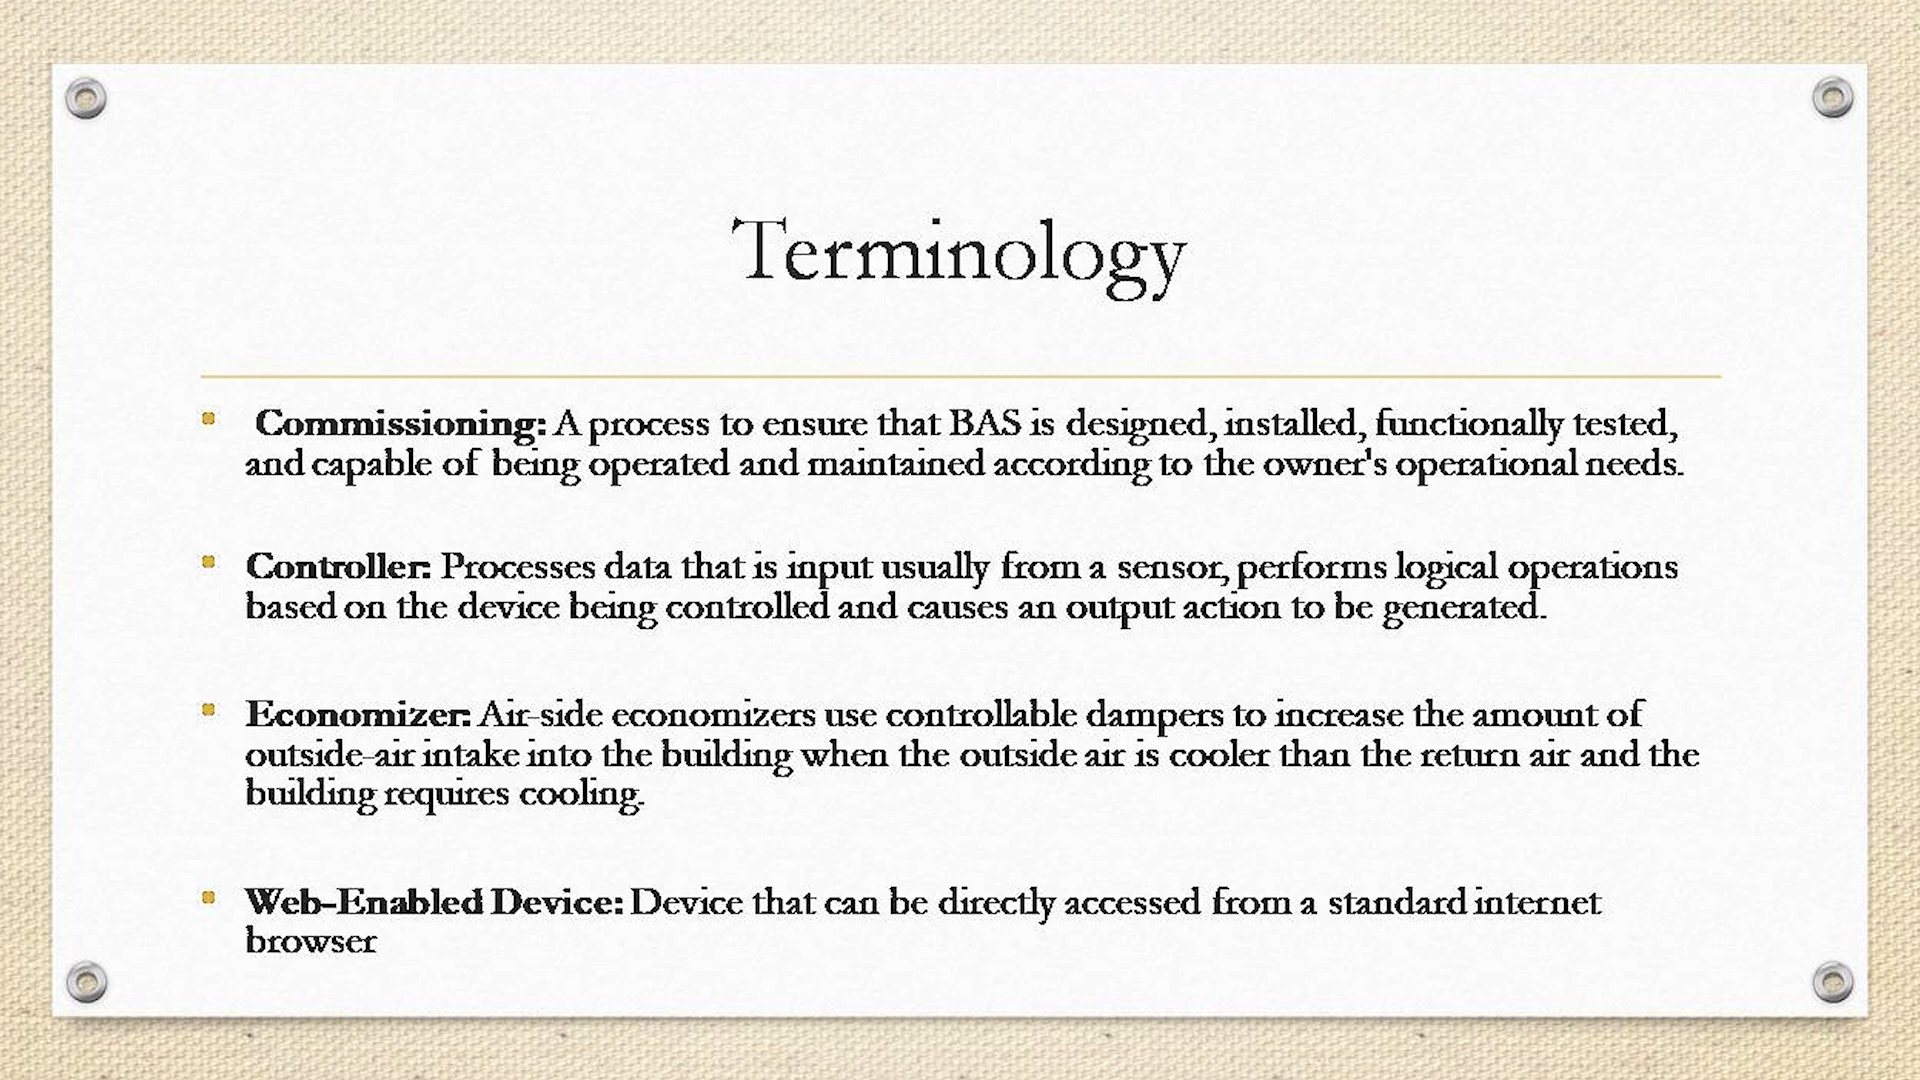 Terminology
Commissioning: A process to ensure that BAS is designed, installed, functionally tested,
and capable of being operated and maintained according to the owner's operational needs.
Controller: Processes data that is input usually from a sensor, performs logical operations
based on the device being controlled and causes an output action to be generated.
Economizer: Air-side economizers use controllable dampers to increase the amount of
outside-air intake into the building when the outside air is cooler than the return air and the
building requires cooling.
Web-Enabled Device: Device that can be directly accessed from a standard internet
browser